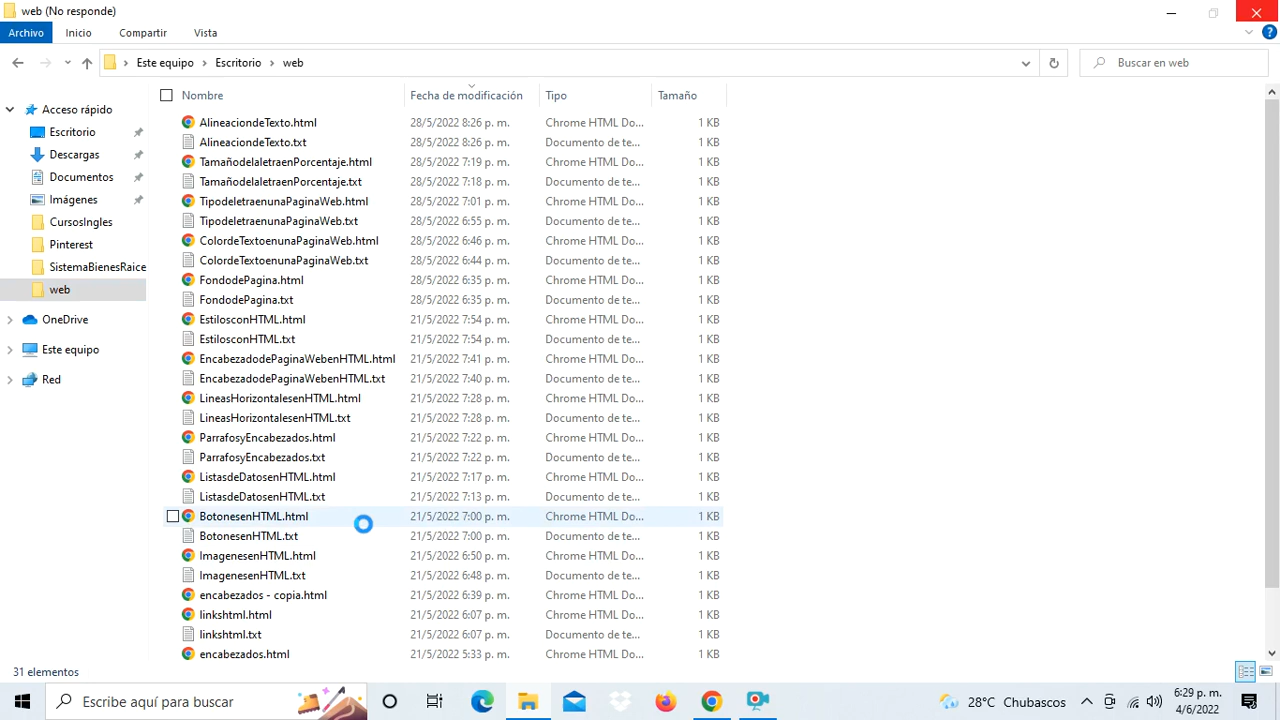 web (No responde)
Archivo Inicio Compartir Vista
Este equipo Escritorio web Buscar en web
Nombre Fecha de modificación Tipo Tamaño
Acceso rápido
Escritorio
Descargas
Documentos
Imágenes
CursosIngles
Pinterest
SistemaBienesRaice
web
OneDrive
Este equipo
Red
AlineaciondeTexto.html 28/5/2022 8:26 p. m. Chrome HTML Do... 1 KB
AlineaciondeTexto.txt 28/5/2022 8:26 p. m. Documento de te... 1 KB
TamañodelaletraenPorcentaje.html 28/5/2022 7:19 p. m. Chrome HTML Do... 1 KB
TamañodelaletraenPorcentaje.txt 28/5/2022 7:18 p. m. Documento de te... 1 KB
TipodeletraenunaPaginaWeb.html 28/5/2022 7:01 p. m. Chrome HTML Do... 1 KB
TipodeletraenunaPaginaWeb.txt 28/5/2022 6:55 p. m. Documento de te... 1 KB
ColordeTextoenunaPaginaWeb.html 28/5/2022 6:46 p. m. Chrome HTML Do... 1 KB
ColordeTextoenunaPaginaWeb.txt 28/5/2022 6:44 p. m. Documento de te... 1 KB
FondodePagina.html 28/5/2022 6:35 p. m. Chrome HTML Do... 1 KB
FondodePagina.txt 28/5/2022 6:35 p. m. Documento de te... 1 KB
EstilosconHTML.html 21/5/2022 7:54 p. m. Chrome HTML Do... 1 KB
EstilosconHTML.txt 21/5/2022 7:54 p. m. Documento de te... 1 KB
EncabezadodePaginaWebenHTML.html 21/5/2022 7:41 p. m. Chrome HTML Do... 1 KB
EncabezadodePaginaWebenHTML.txt 21/5/2022 7:40 p. m. Documento de te... 1 KB
LineasHorizontalesenHTML.html 21/5/2022 7:28 p. m. Chrome HTML Do... 1 KB
LineasHorizontalesenHTML.txt 21/5/2022 7:28 p. m. Documento de te... 1 KB
ParrafosyEncabezados.html 21/5/2022 7:22 p. m. Chrome HTML Do... 1 KB
ParrafosyEncabezados.txt 21/5/2022 7:22 p. m. Documento de te... 1 KB
ListasdeDatosenHTML.html 21/5/2022 7:17 p. m. Chrome HTML Do... 1 KB
ListasdeDatosenHTML.txt 21/5/2022 7:13 p. m. Documento de te... 1 KB
BotonesenHTML.html 21/5/2022 7:00 p. m. Chrome HTML Do... 1 KB
BotonesenHTML.txt 21/5/2022 7:00 p. m. Documento de te... 1 KB
ImagenesenHTML.html 21/5/2022 6:50 p. m. Chrome HTML Do... 1 KB
ImagenesenHTML.txt 21/5/2022 6:48 p. m. Documento de te... 1 KB
encabezados - copia.html 21/5/2022 6:39 p. m. Chrome HTML Do... 1 KB
linkshtml.html 21/5/2022 6:07 p. m. Chrome HTML Do... 1 KB
linkshtml.txt 21/5/2022 6:07 p. m. Documento de te... 1 KB
encabezados.html 21/5/2022 5:33 p. m. Chrome HTML Do... 1 KB
31 elementos
Escribe aquí para buscar 28°C Chubascos 6:29 p. m.
4/6/2022